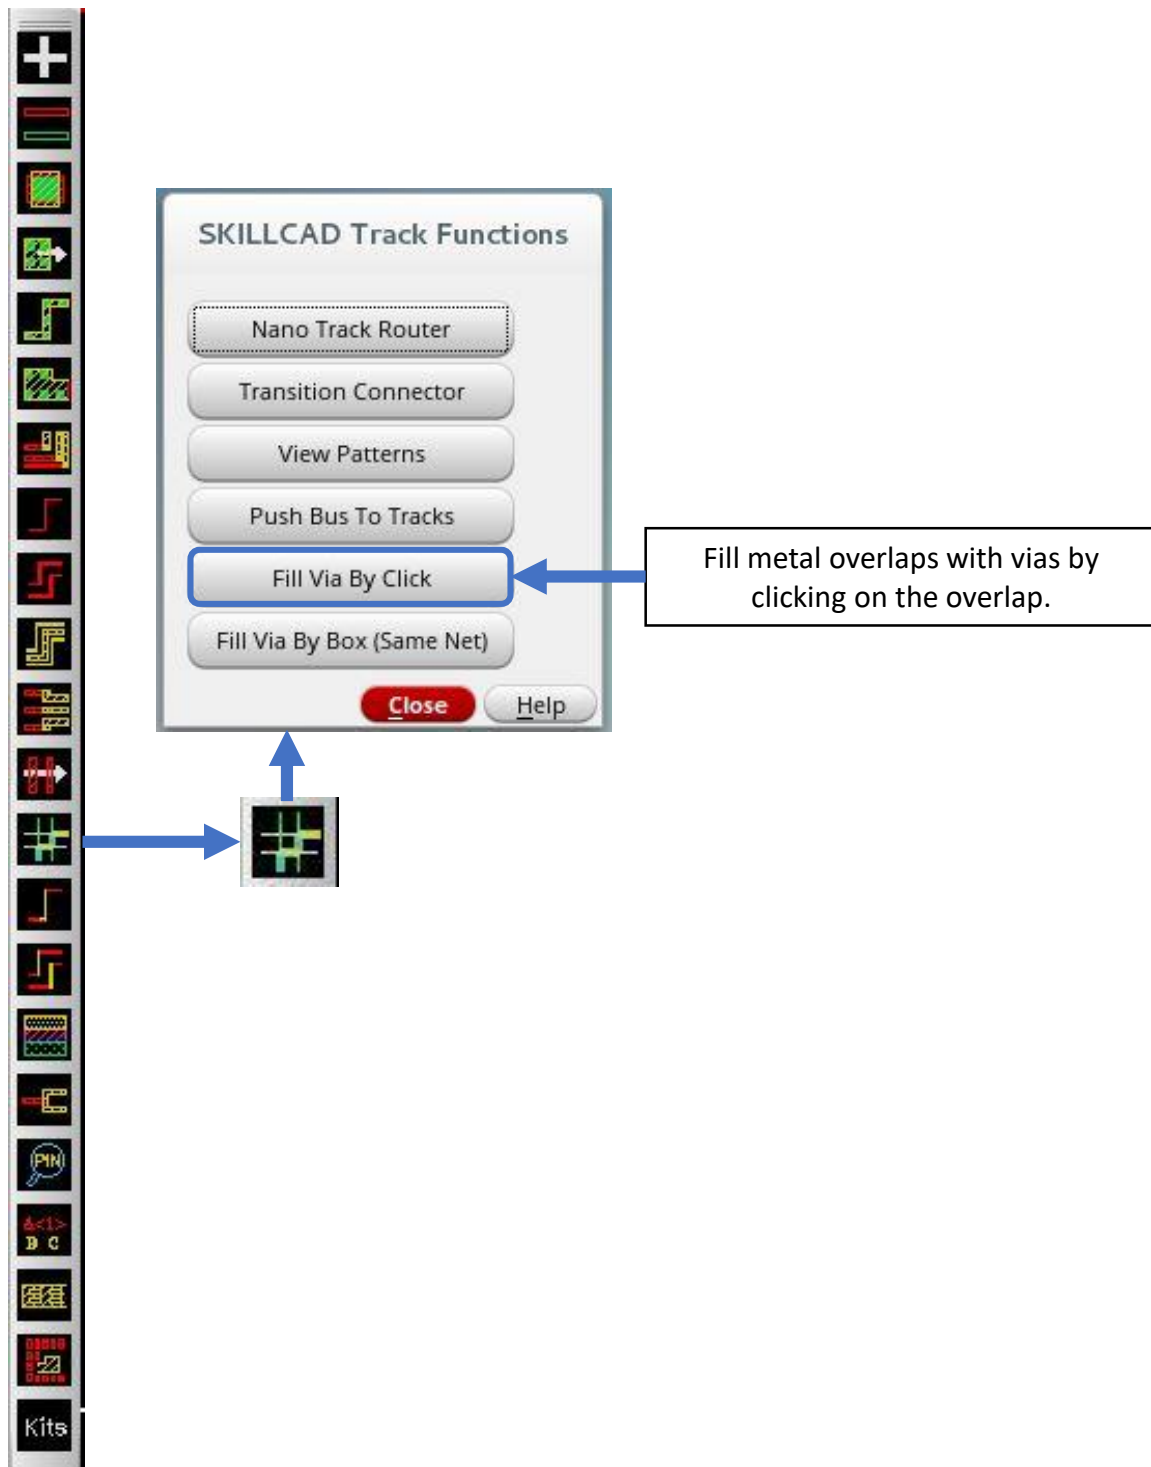 SKILLCAD Track Functions
Nano Track Router
Transition Connector
View Patterns
Push Bus To Tracks
Fill Via By Click
Fill Via By Box (Same Net)
Close Help
Fill metal overlaps with vias by
clicking on the overlap.
PIN
B C
Kits